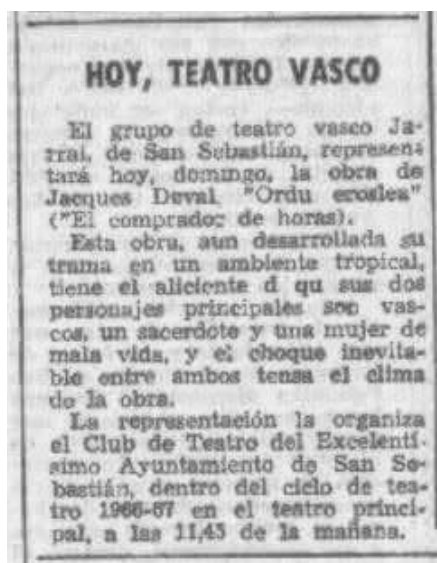 HOY, TEATRO VASCO
El grupo de teatro vasco Ja-
rrai, de San Sebastián, represen-
tará hoy, domingo, la obra de
Jacques Deval, "Ordu eroslea"
("El comprador de horas).
Esta obra, aun desarrollada su
trama en un ambiente tropical,
tiene el aliciente d qu sus dos
personajes principales son vas-
cos, un sacerdote y una mujer de
mala vida, y el choque inevita-
ble entre ambos tensa el clima
de la obra.
La representación la organiza
el Club de Teatro del Excelentí-
simo Ayuntamiento de San Se-
bastián, dentro del ciclo de tea-
tro 1966-67 en el teatro princi-
pal, a las 11,45 de la mañana.